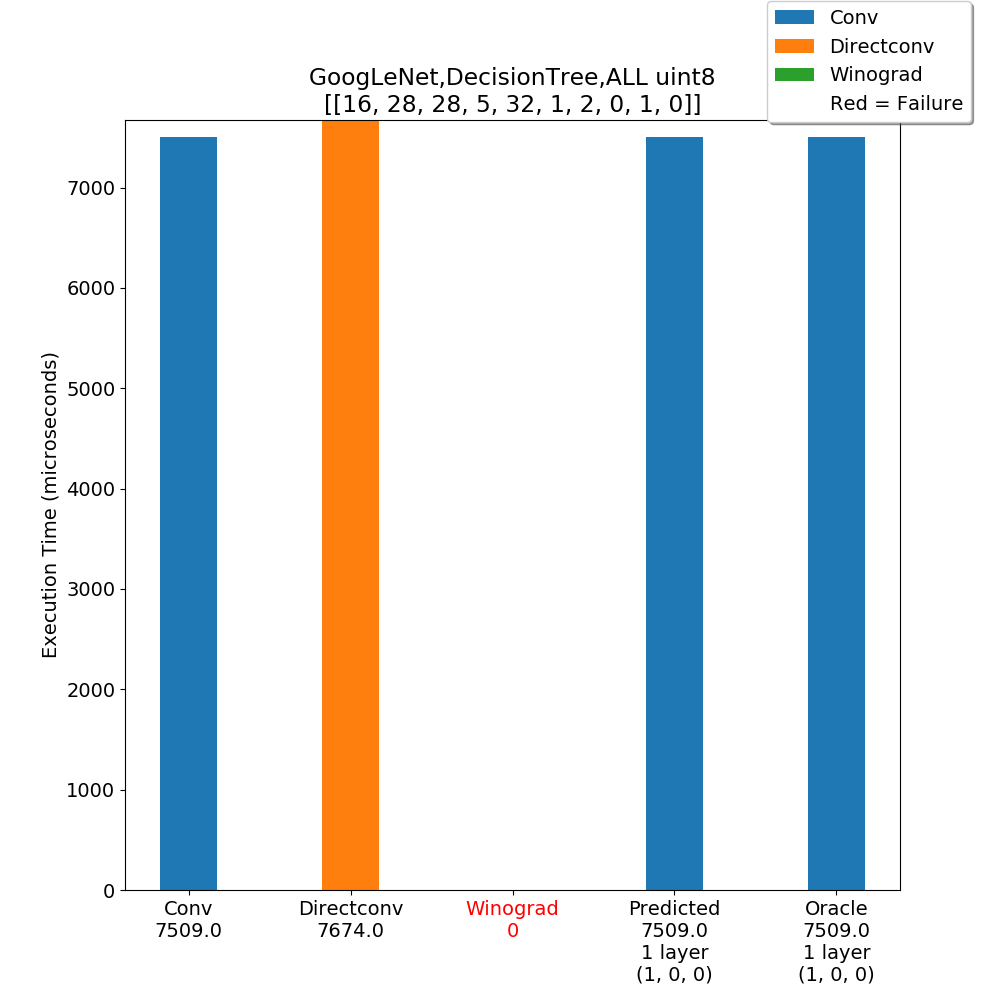 Conv
Directconv
Winograd
Red = Failure
GoogLeNet,DecisionTree,ALL uint8
[[16, 28, 28, 5, 32, 1, 2, 0, 1, 0]]
Execution Time (microseconds)
7000
6000
5000
4000
3000
2000
1000
0
Conv
7509.0
Directconv
7674.0
Winograd
0
Predicted
7509.0
1 layer
(1, 0, 0)
Oracle
7509.0
1 layer
(1, 0, 0)